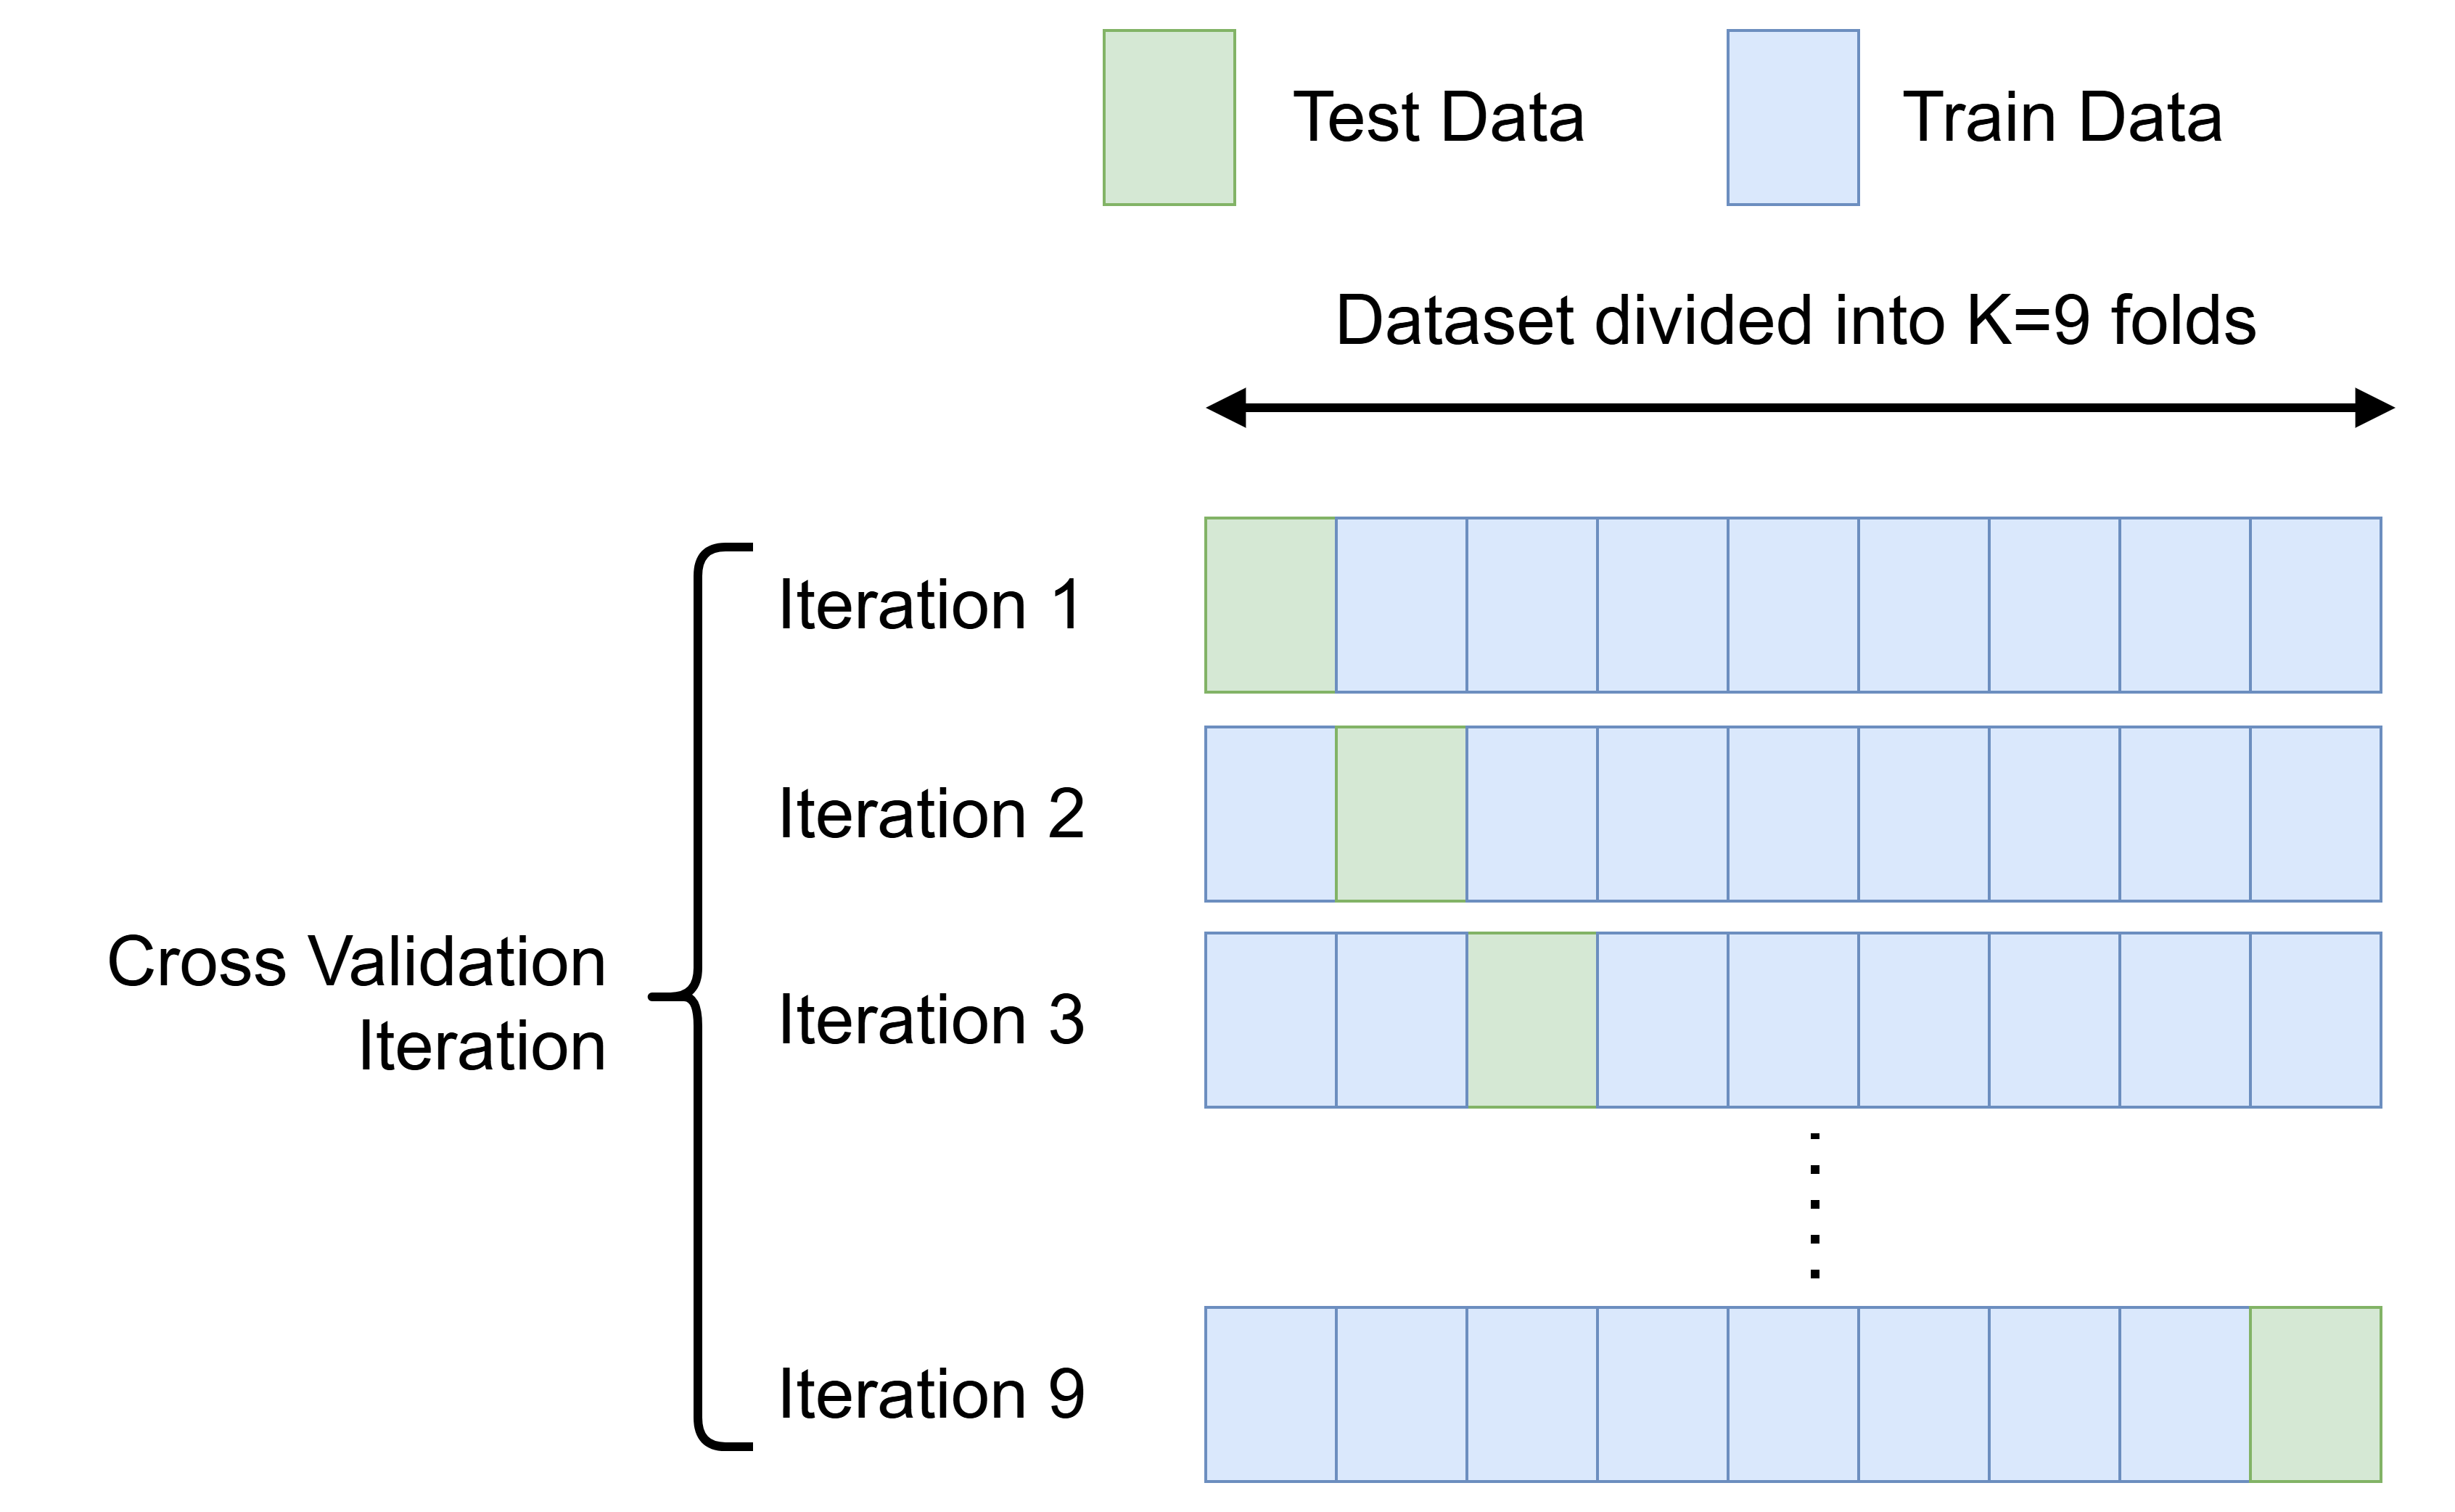 Test Data
Train Data
Dataset divided into K=9 folds
Iteration 1
Iteration 2
Cross Validation
Iteration
Iteration 3
Iteration 9